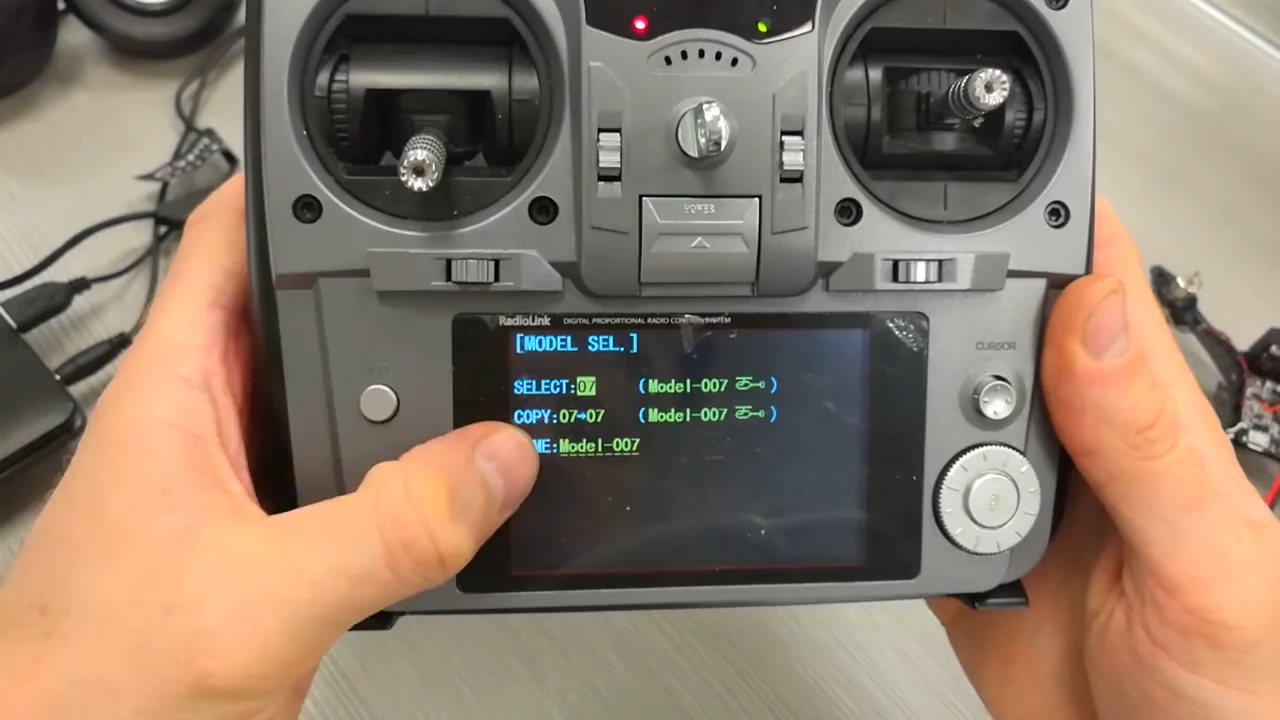 POWER
RadioLink DIGITAL PROPORTIONAL RADIO CONTROL SYSTEM
[MODEL SEL.]
CURSOR
SELECT:07 (Model-007 )
COPY:07→07 (Model-007 )
ME:Model-007